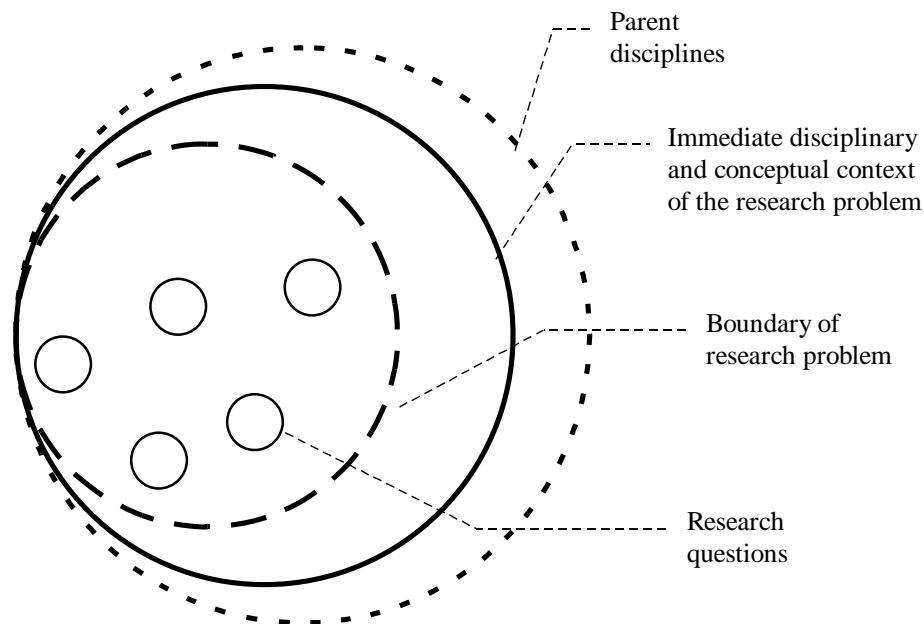 Parent
disciplines
Immediate disciplinary
and conceptual context
of the research problem
Boundary of
research problem
Research
questions